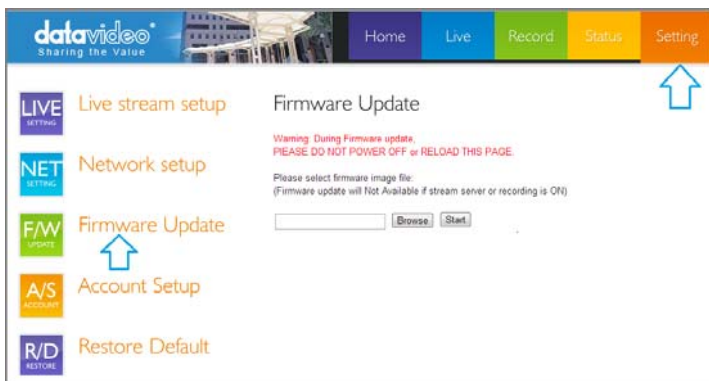 datavideo
Sharing the Value
Home
Live
Record
Status
Setting
LIVE
SETTING
Live stream setup
NET
SETTING
Network setup
F/W
UPDATE
Firmware Update
A/S
ACCOUNT
Account Setup
R/D
RESTORE
Restore Default
Firmware Update
Warning: During Firmware update,
PlEASE DO NOT POWER OFF or RELOAD THIS PAGE.
Please select firmware image file:
(Firmware update will Not Available if stream server or recording is ON)
Browse
Start